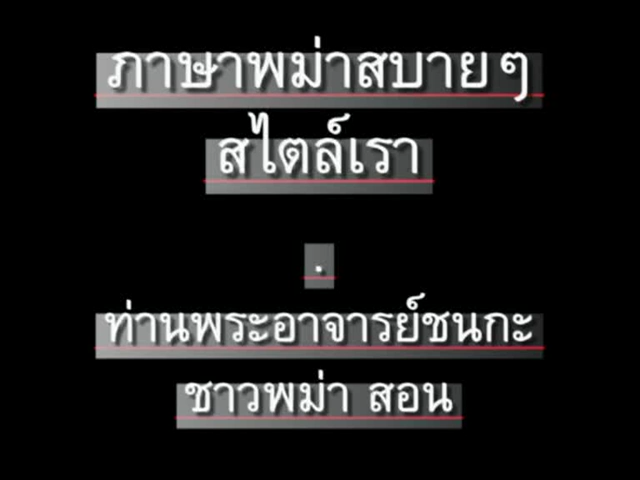 ภาษาพม่าสบายๆ
สไตล์เรา
.
ท่านพระอาจารย์ชนกะ
ชาวพม่า สอน